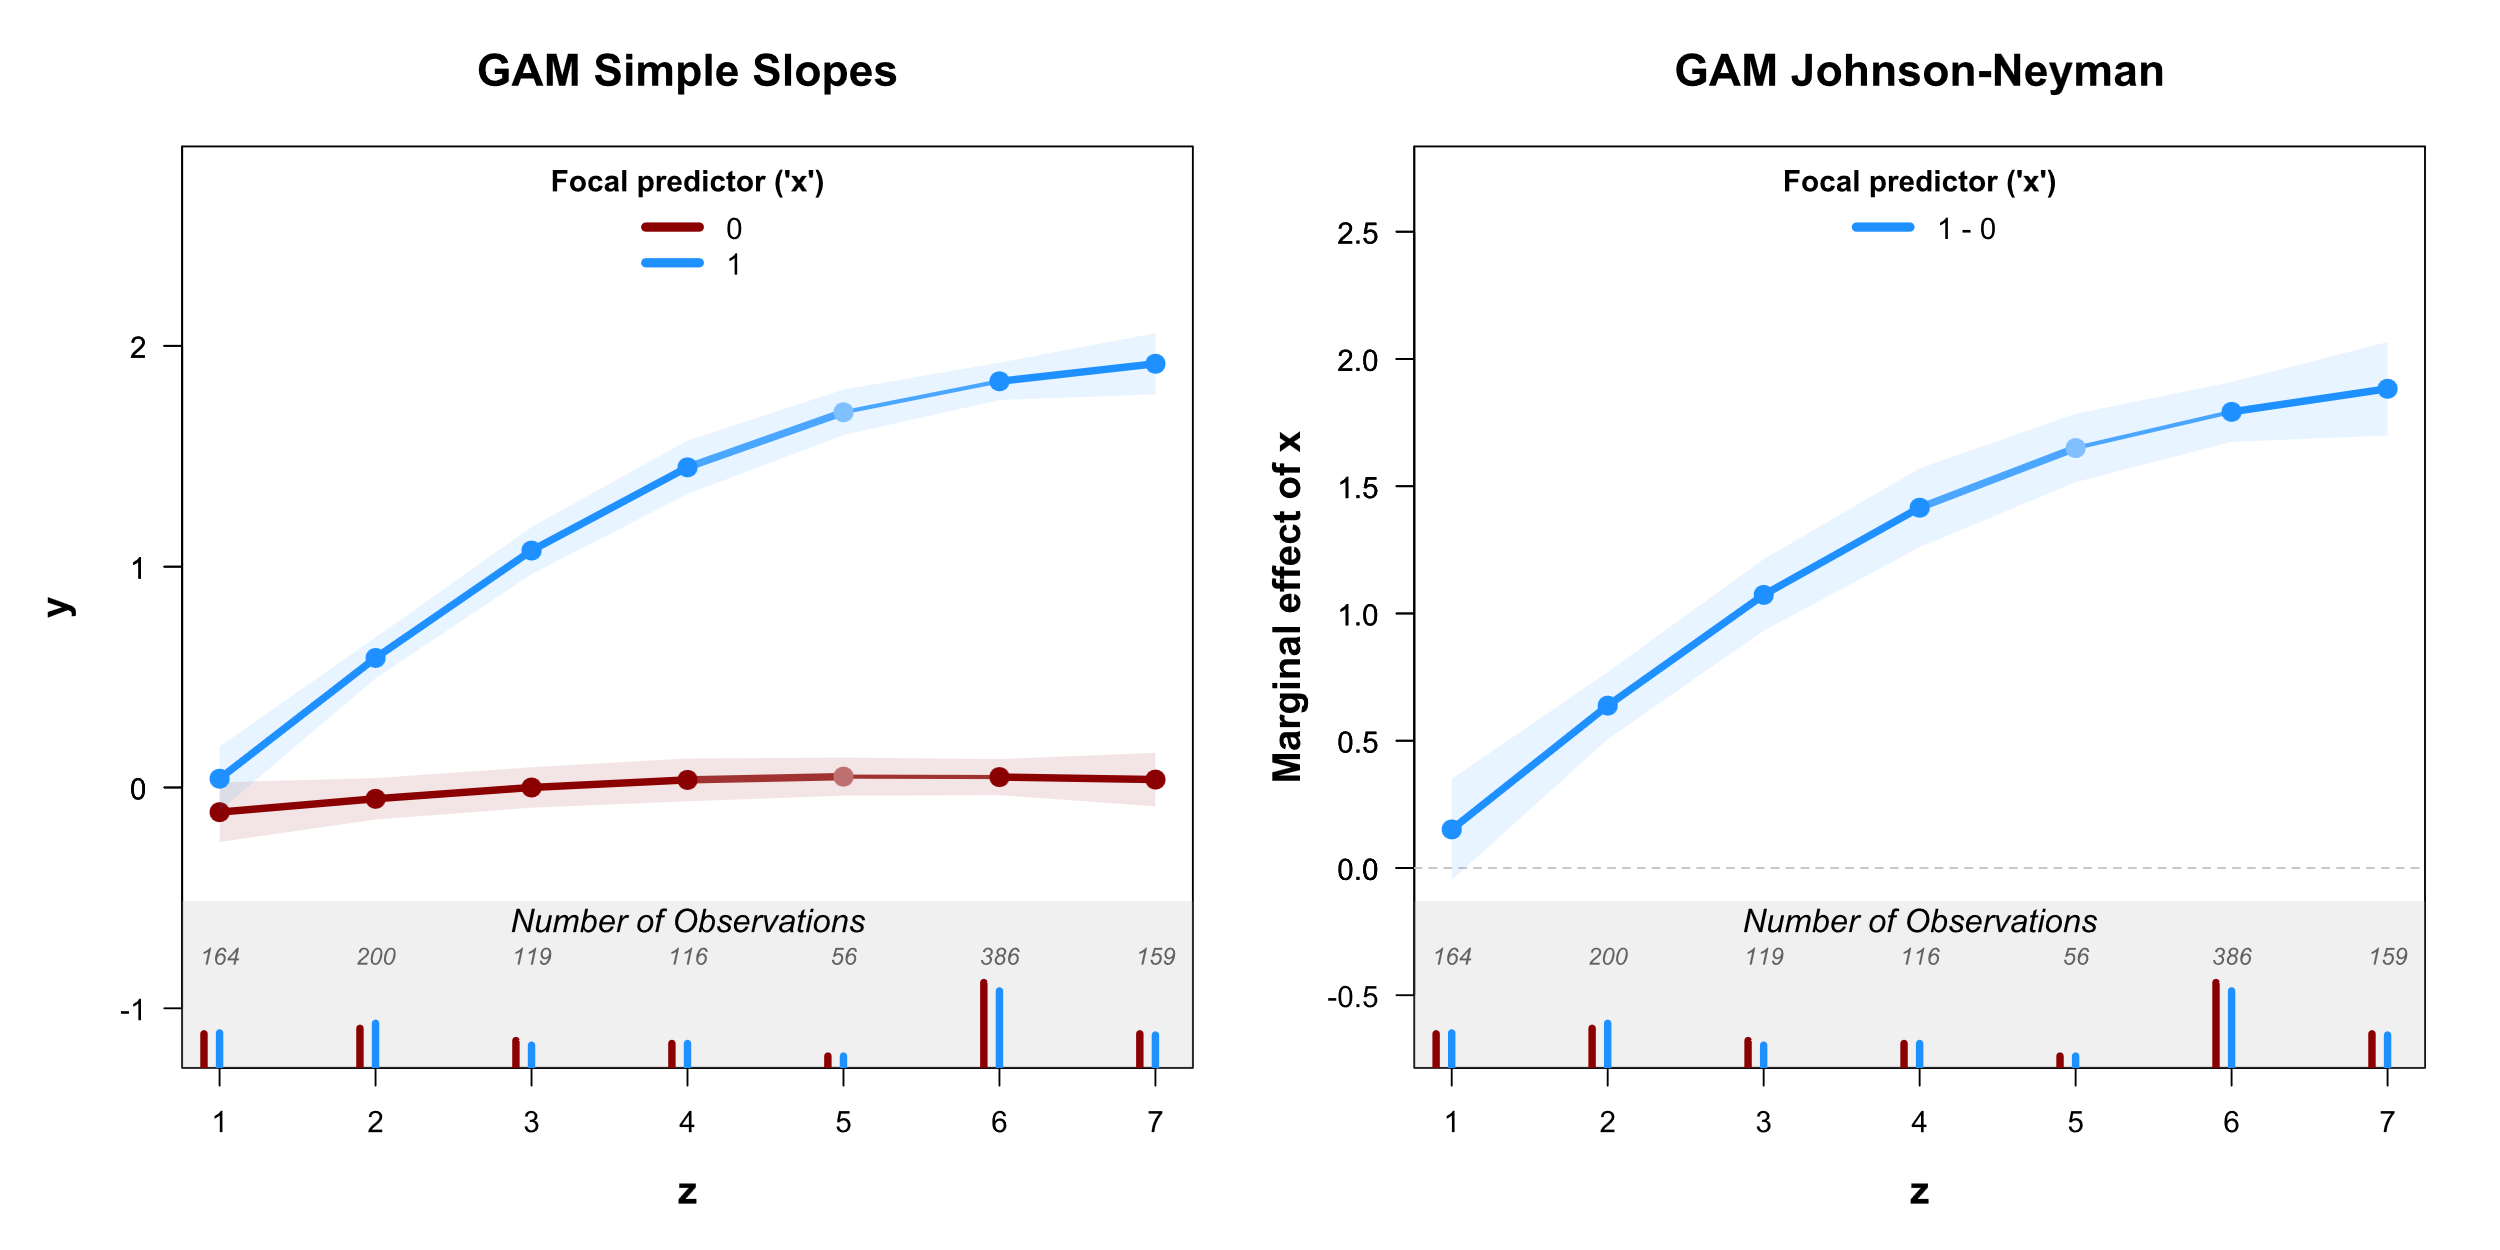 GAM Simple Slopes
Focal predictor ('x')
0
1
2
1
0
-1
y
Number of Observations
164 200 119 116 56 386 159
1 2 3 4 5 6 7
z
GAM Johnson-Neyman
Focal predictor ('x')
1 - 0
2.5
2.0
1.5
1.0
0.5
0.0
-0.5
Marginal effect of x
Number of Observations
164 200 119 116 56 386 159
1 2 3 4 5 6 7
z